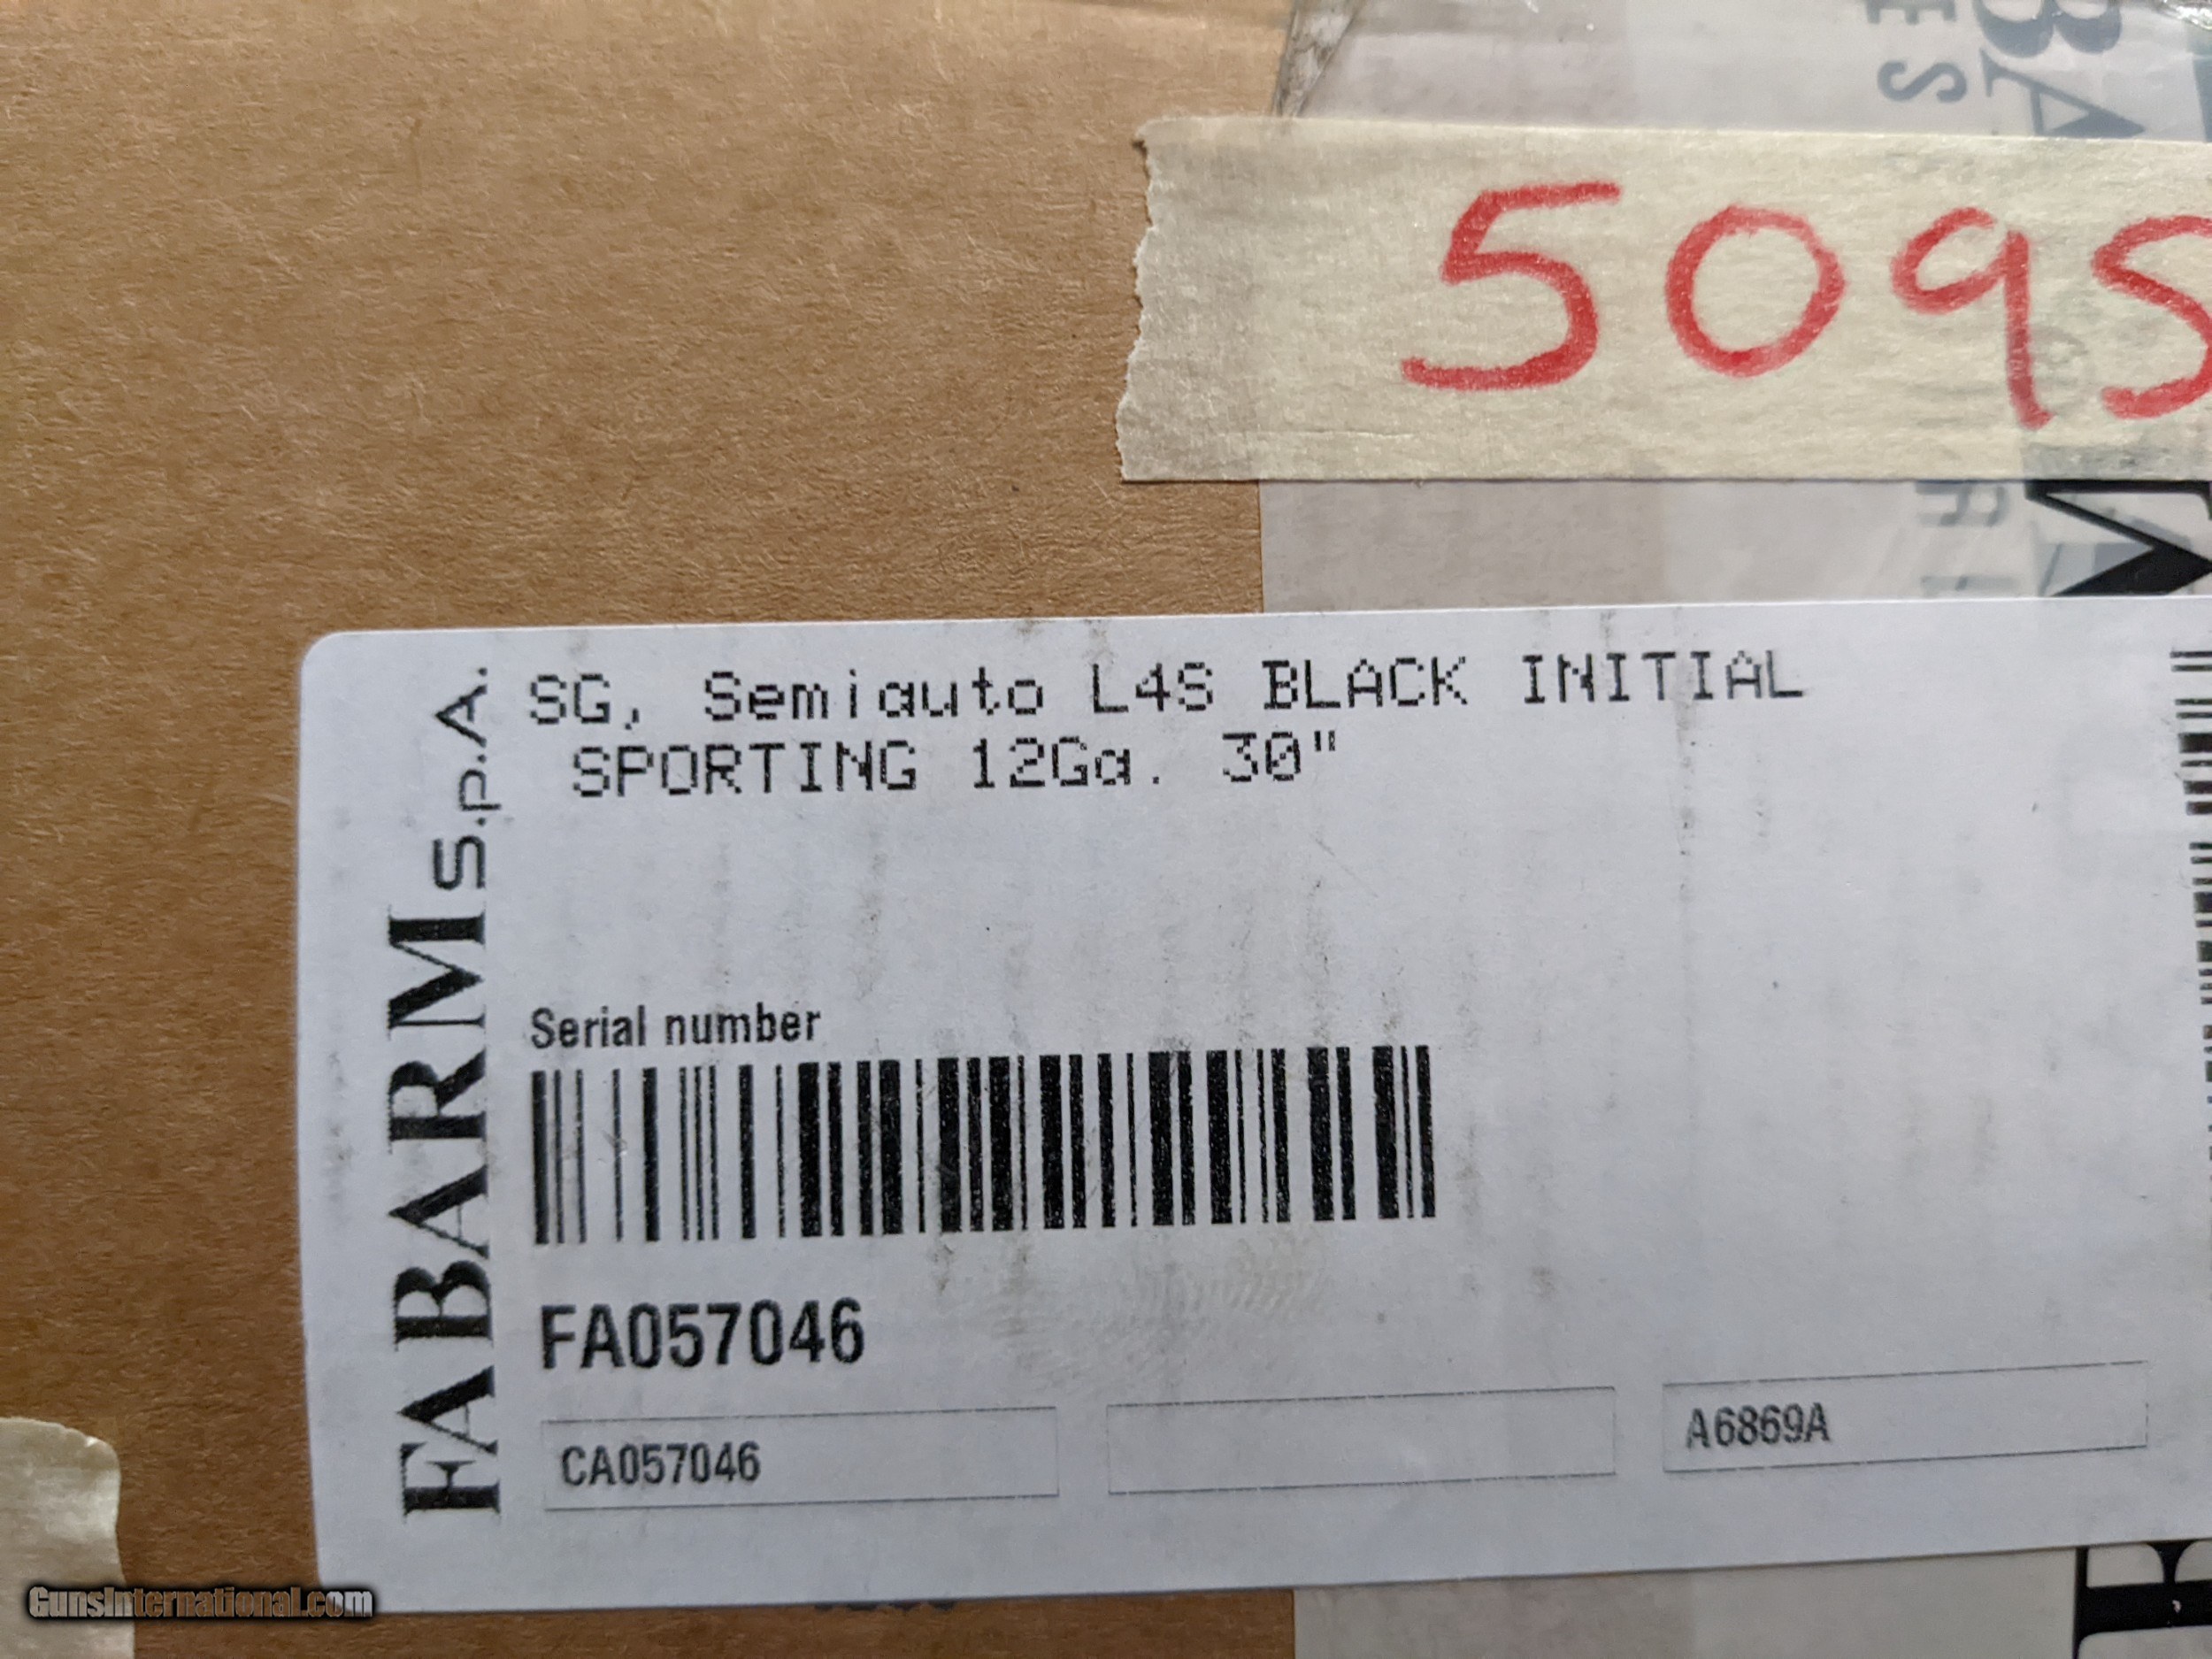 5095
SG, Semiauto L4S BLACK INITIAL
SPORTING 12Ga. 30"
FABARM S.p.A.
Serial number
FA057046
CA057046
A6869A
GunsInternational.com